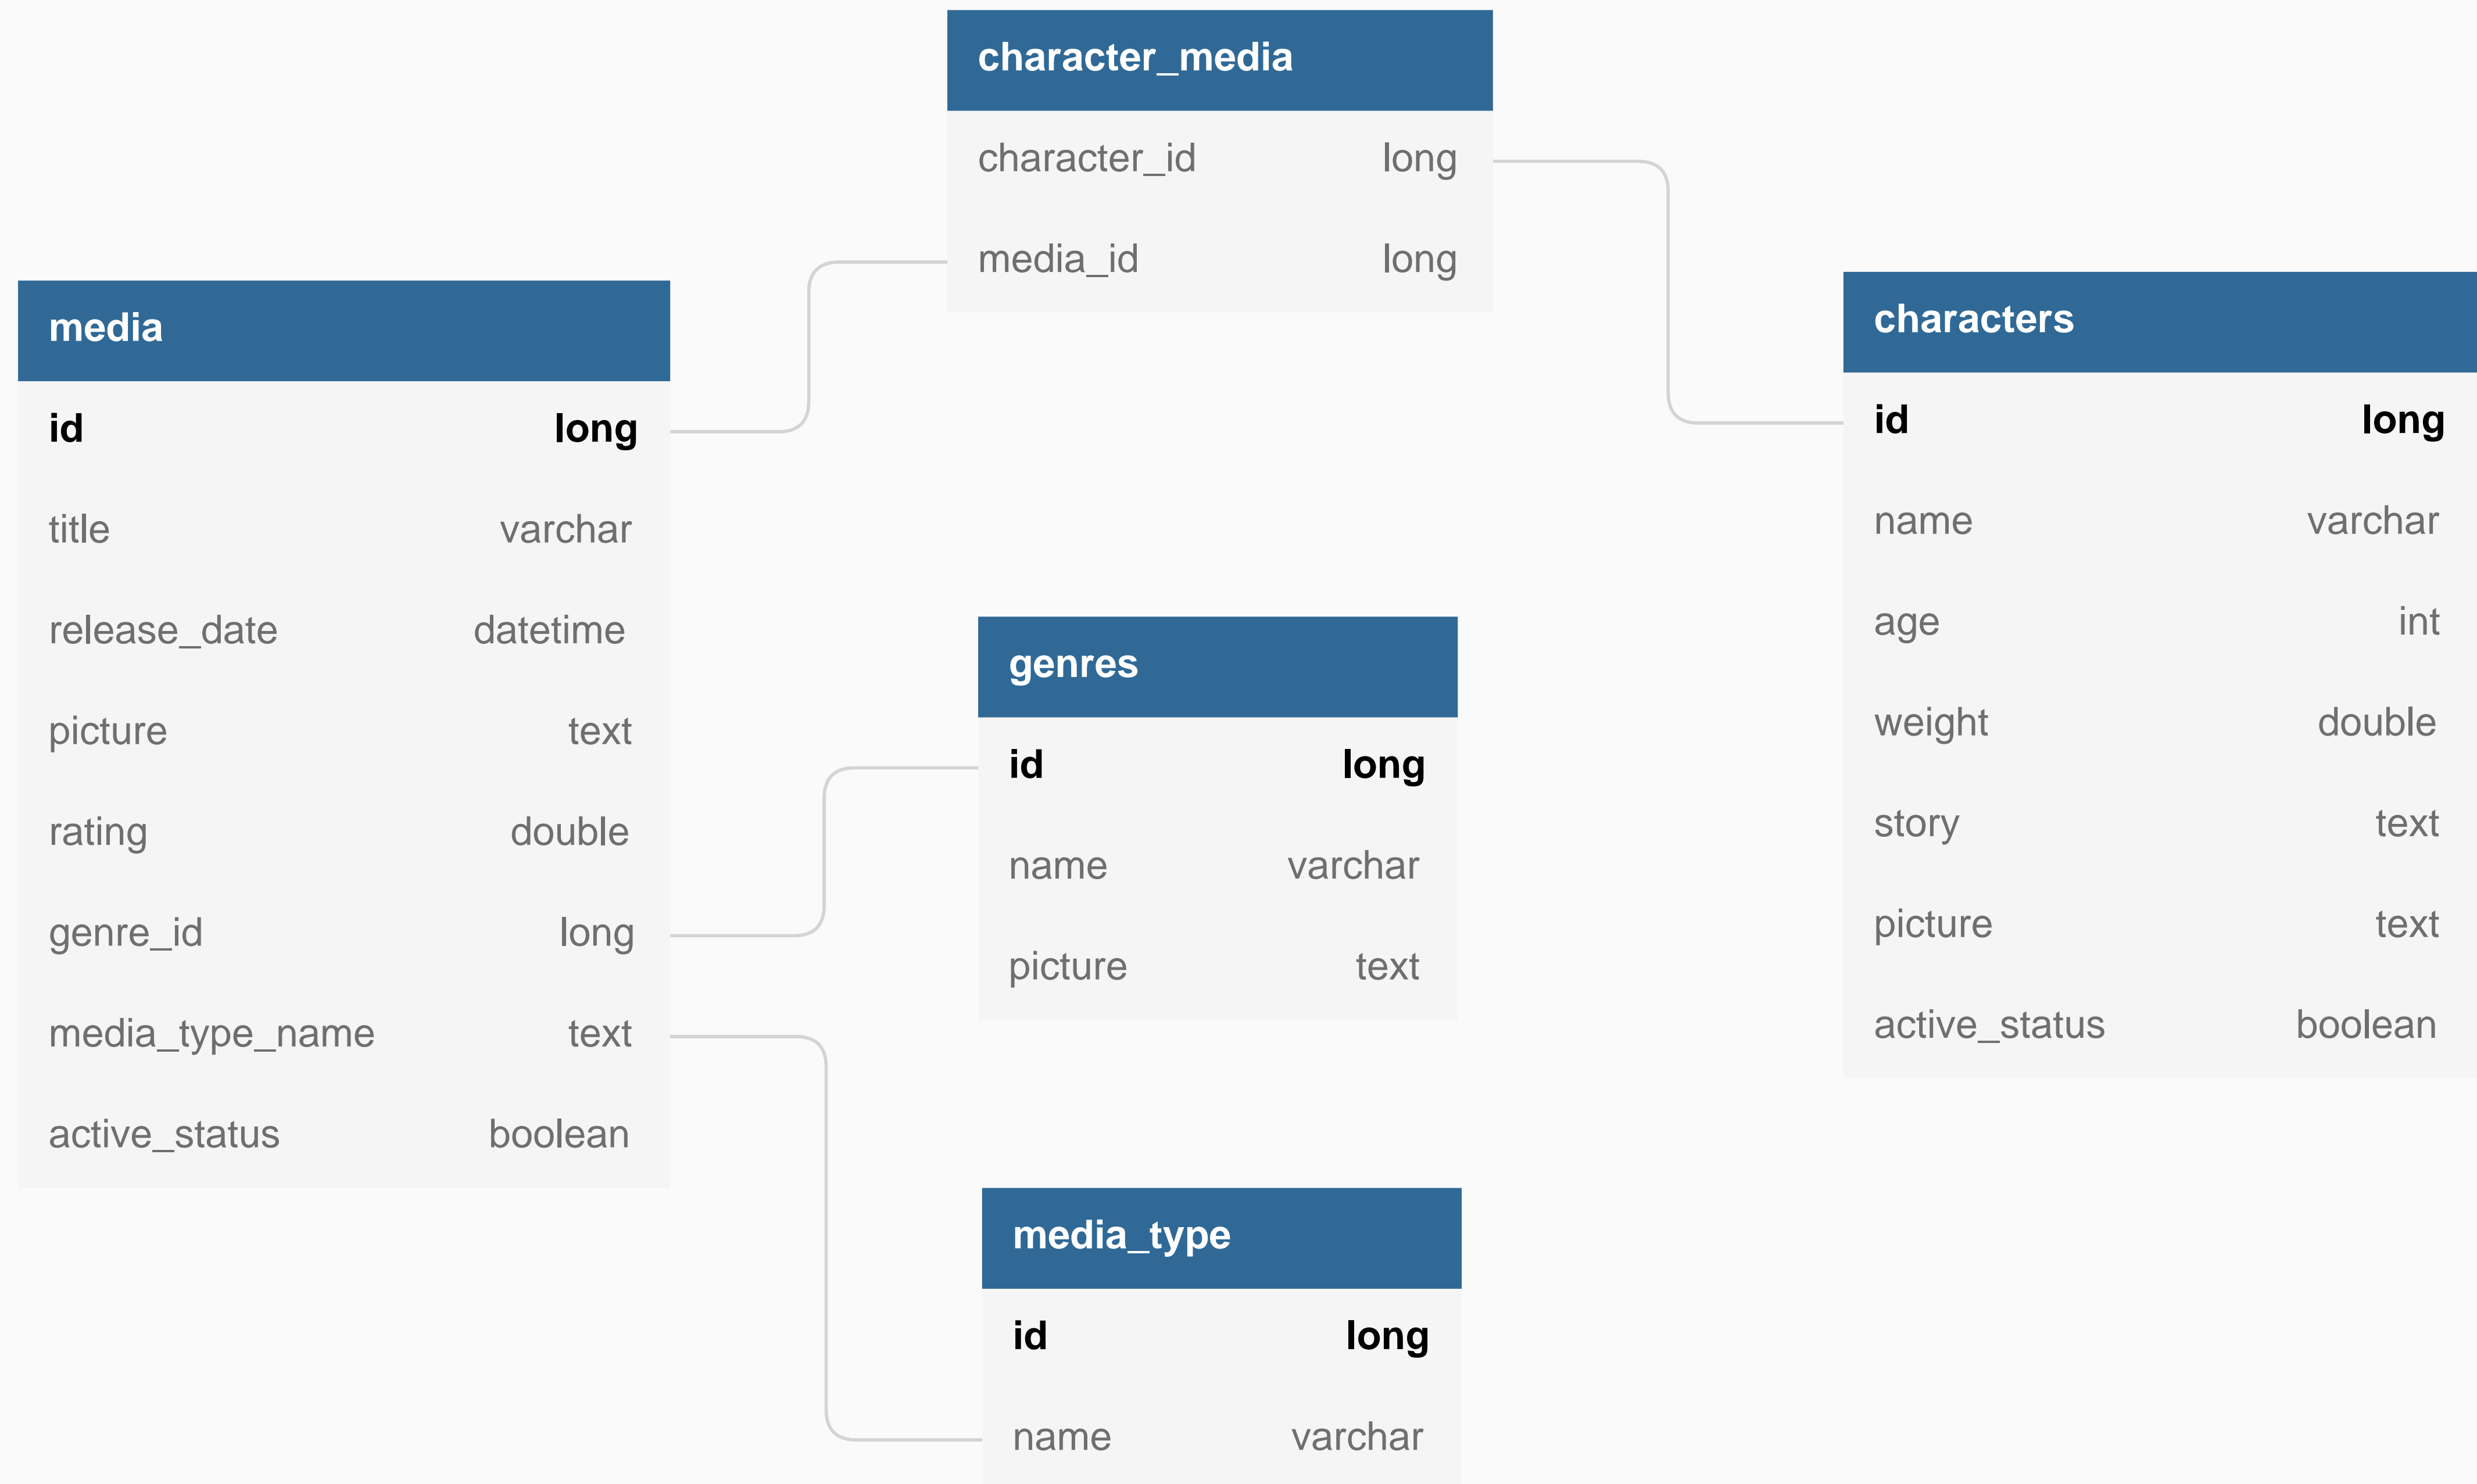 character_media
character_id long
media_id long
media
id long
title varchar
release_date datetime
picture text
rating double
genre_id long
media_type_name text
active_status boolean
genres
id long
name varchar
picture text
media_type
id long
name varchar
characters
id long
name varchar
age int
weight double
story text
picture text
active_status boolean